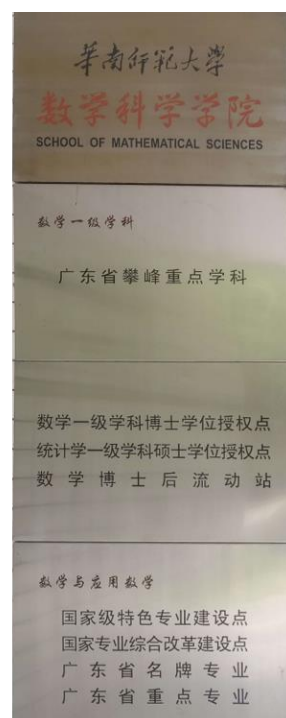 華南师范大学
数学科学学院
SCHOOL OF MATHEMATICAL SCIENCES
数学一级学科
广东省攀峰重点学科
数学一级学科博士学位授权点
统计学一级学科硕士学位授权点
数学博士后流动站
数学与应用数学
国家级特色专业建设点
国家专业综合改革建设点
广东省名牌专业
广东省重点专业